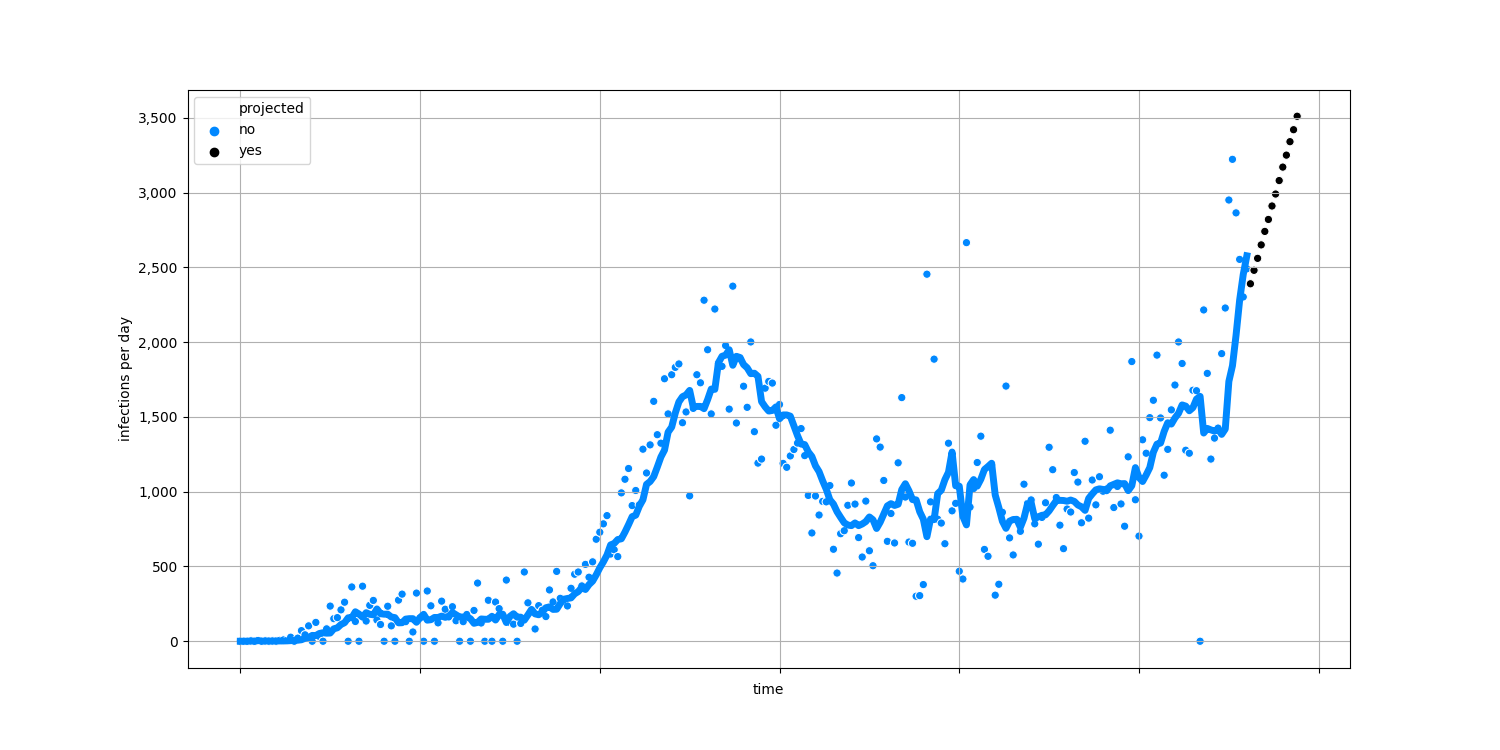 projected
no
yes
3,500
3,000
2,500
2,000
1,500
1,000
500
0
infections per day
time